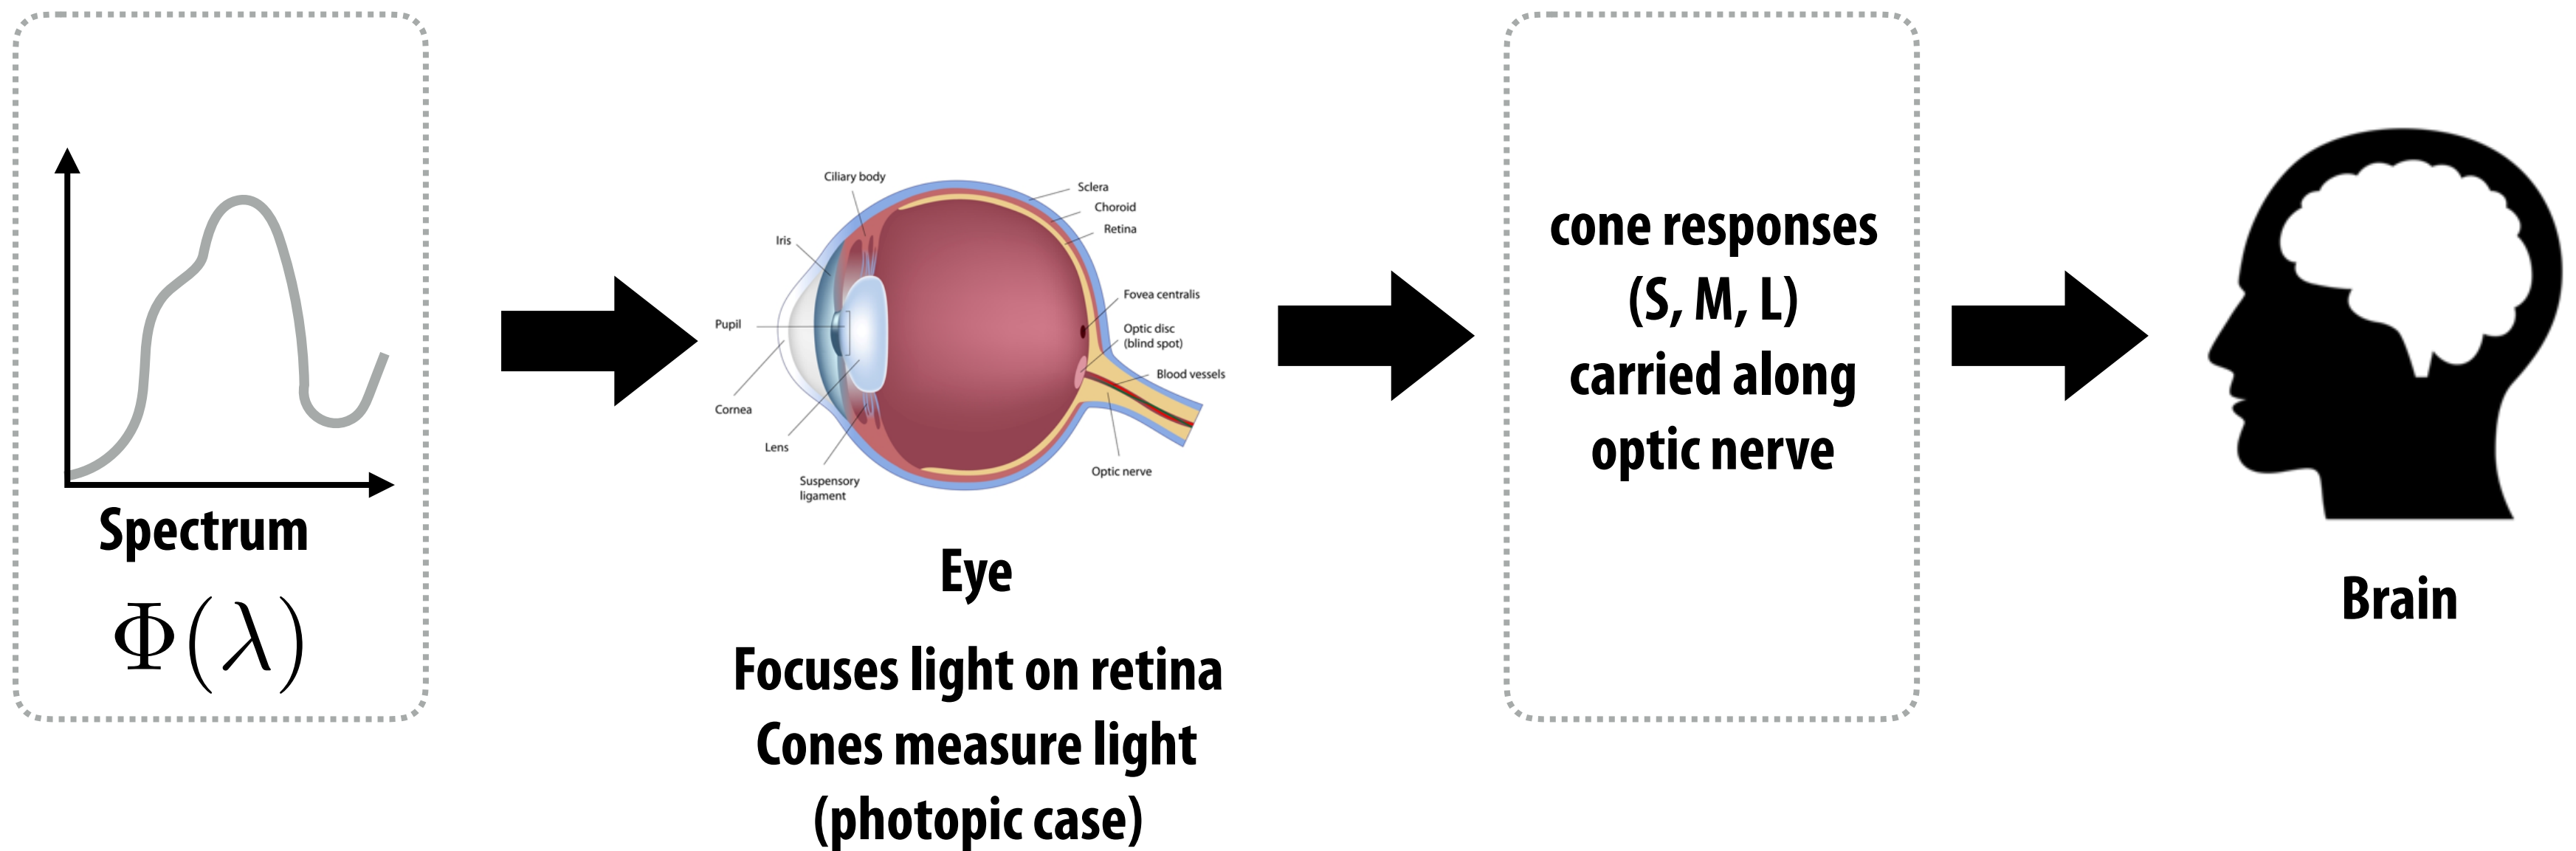 Spectrum
Φ(λ)
Ciliary body
Iris
Pupil
Cornea
Lens
Suspensory
ligament
Sclera
Choroid
Retina
Fovea centralis
Optic disc
(blind spot)
Blood vessels
Optic nerve
Eye
Focuses light on retina
Cones measure light
(photopic case)
cone responses
(S, M, L)
carried along
optic nerve
Brain